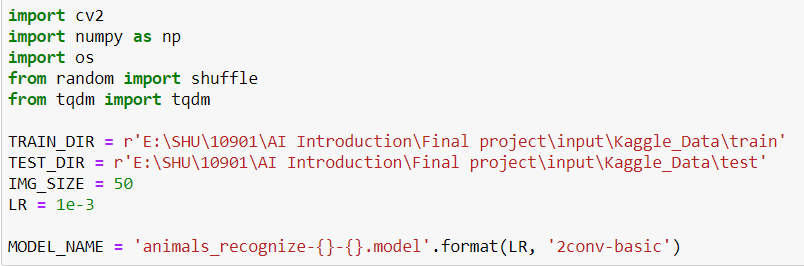 import cv2
import numpy as np
import os
from random import shuffle
from tqdm import tqdm
TRAIN_DIR = r'E:\SHU\10901\AI Introduction\Final project\input\Kaggle_Data\train'
TEST_DIR = r'E:\SHU\10901\AI Introduction\Final project\input\Kaggle_Data\test'
IMG_SIZE = 50
LR = 1e-3
MODEL_NAME = 'animals_recognize-{}-{}.model'.format(LR, '2conv-basic')